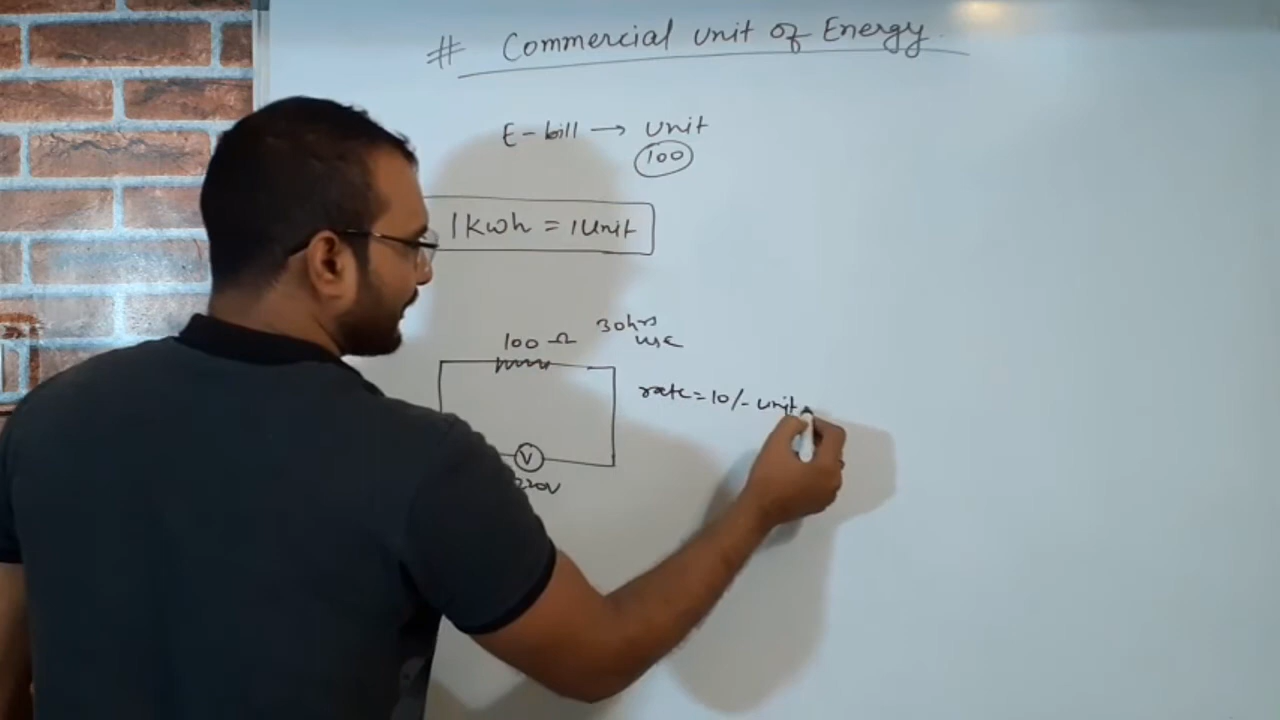 # Commercial unit of Energy.
E-bill → unit
100
1kwh = 1Unit
100 Ω
30hrs
use
rate=10/- unit
V
220V